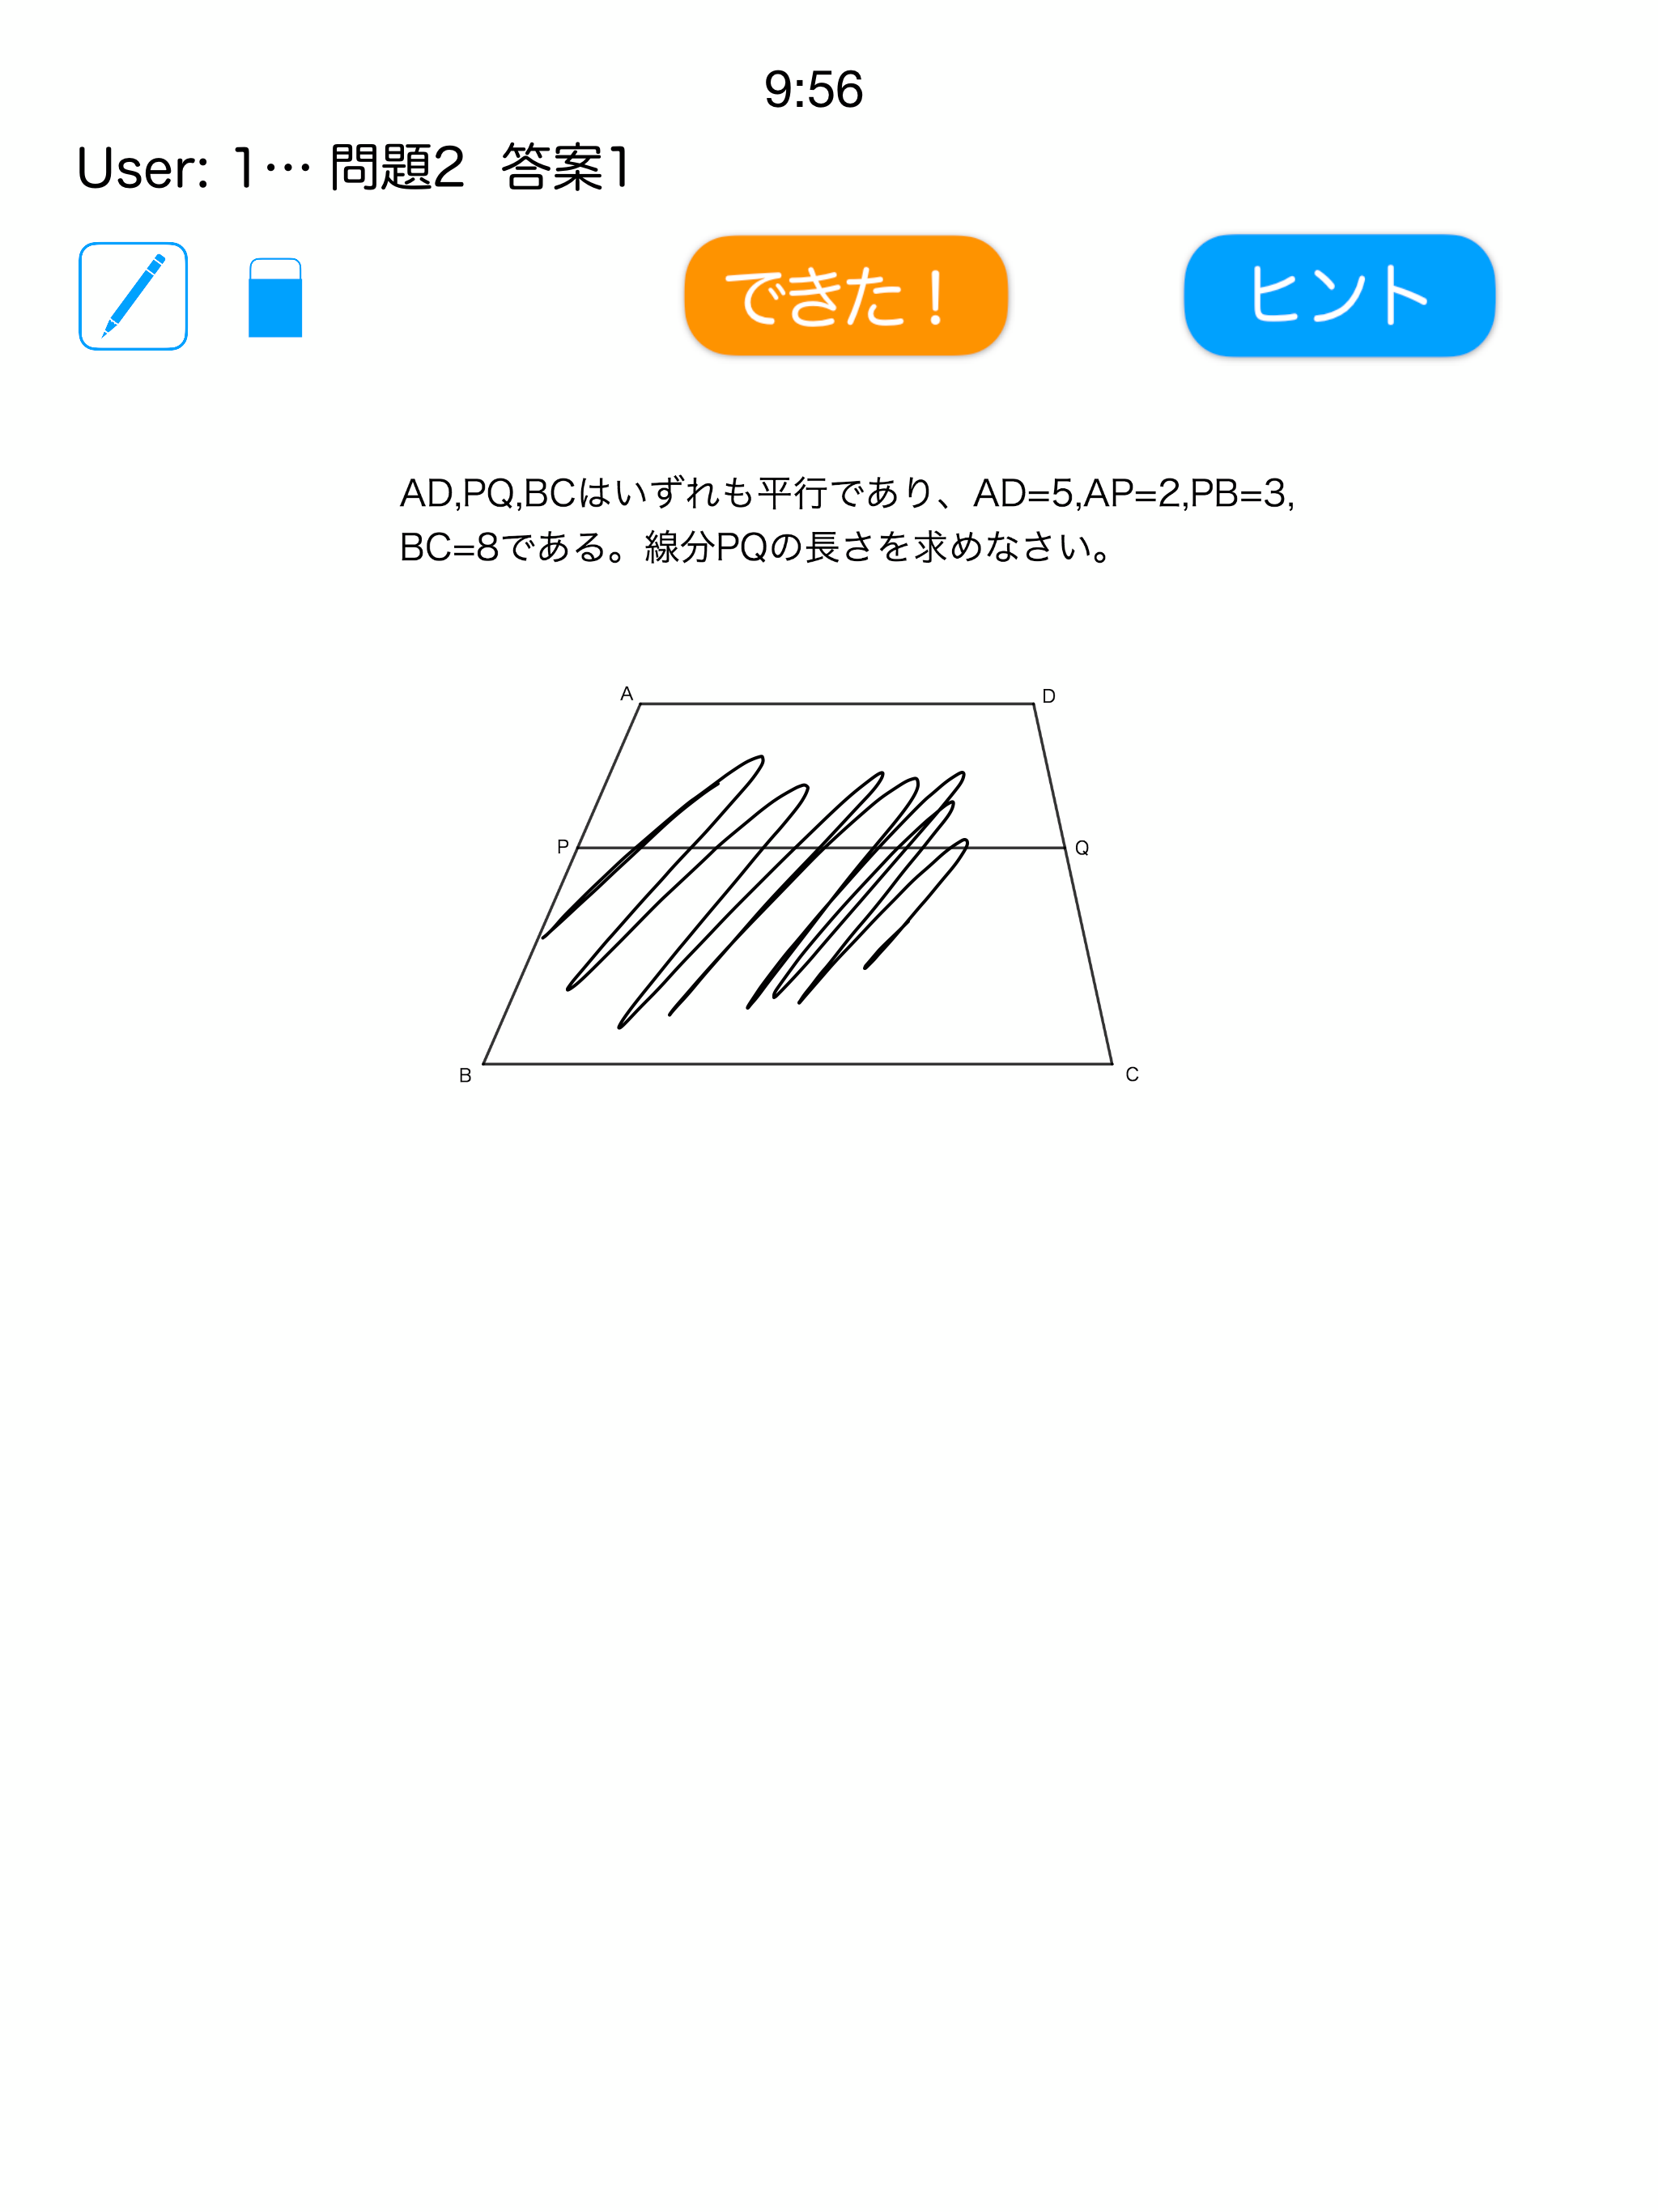 9:56
User: 1… 問題2 答案1
できた！
ヒント
AD,PQ,BCはいずれも平行であり、AD=5,AP=2,PB=3,
BC=8である。線分PQの長さを求めなさい。
A
D
P
Q
B
C